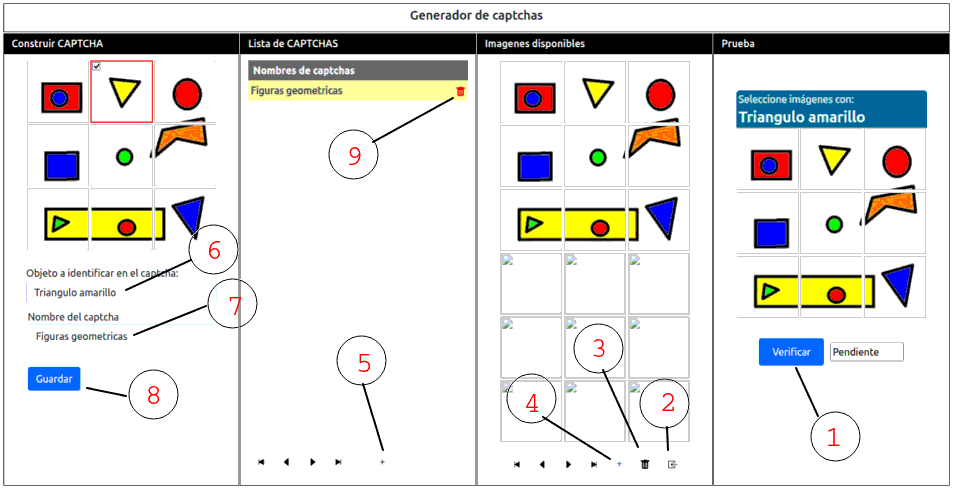 Generador de captchas
Construir CAPTCHA
Lista de CAPTCHAS
Imagenes disponibles
Prueba
Nombres de captchas
Figuras geometricas
9
5
Seleccione imágenes con:
Triangulo amarillo
6
Objeto a identificar en el captcha:
Triangulo amarillo
7
Nombre del captcha
Figuras geometricas
Guardar
8
3
4
2
Verificar
Pendiente
1